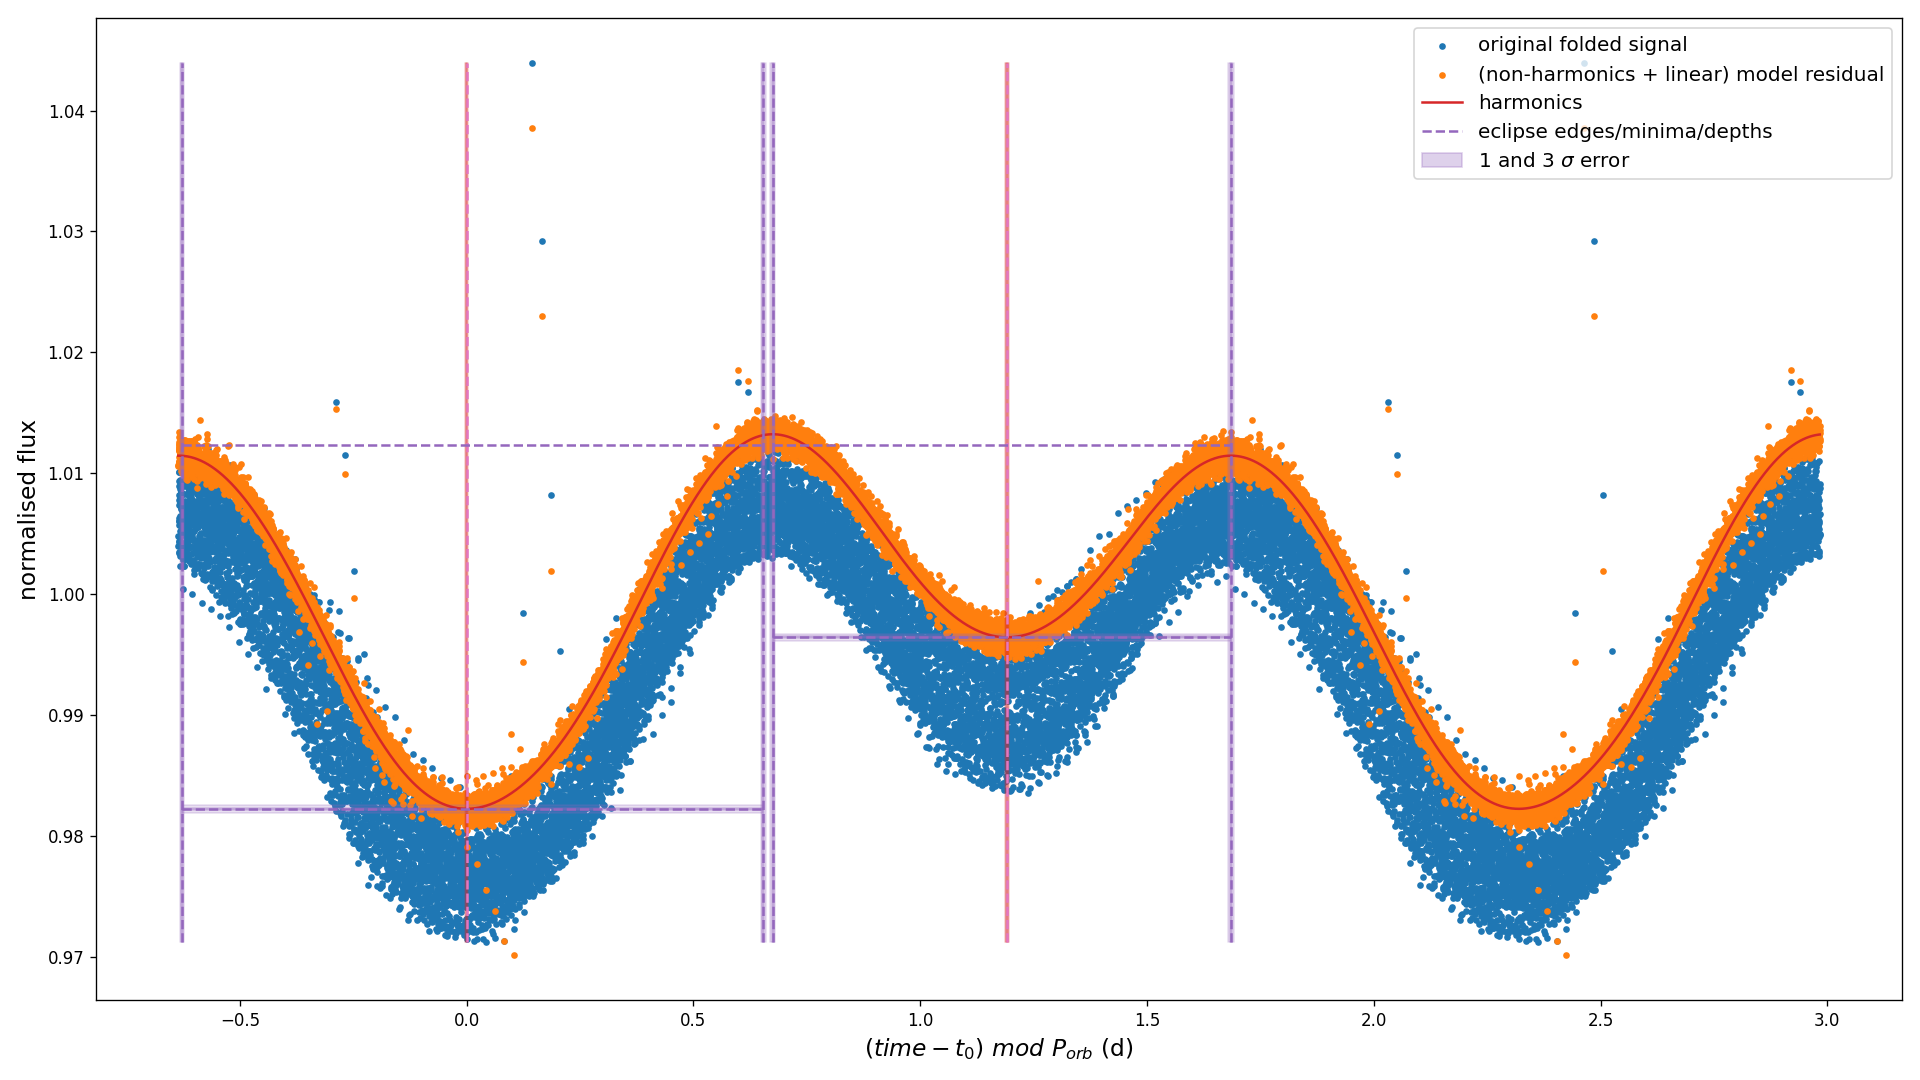 original folded signal
(non-harmonics + linear) model residual
harmonics
eclipse edges/minima/depths
1 and 3 σ error
normalised flux
1.04
1.03
1.02
1.01
1.00
0.99
0.98
0.97
−0.5 0.0 0.5 1.0 1.5 2.0 2.5 3.0
(time − t₀) mod P_orb (d)